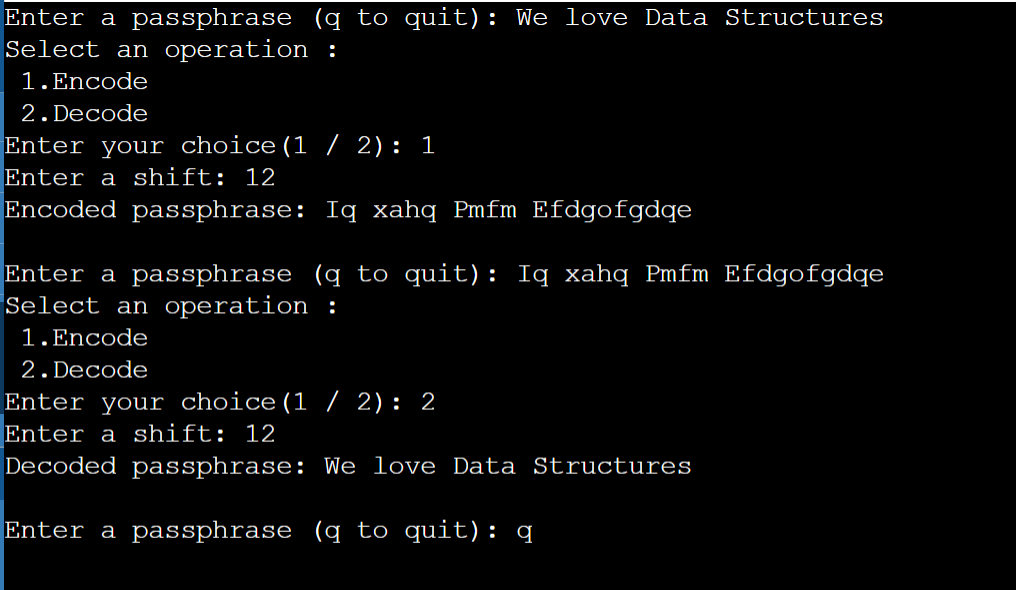 Enter a passphrase (q to quit): We love Data Structures
Select an operation :
 1.Encode
 2.Decode
Enter your choice(1 / 2): 1
Enter a shift: 12
Encoded passphrase: Iq xahq Pmfm Efdgofgdqe

Enter a passphrase (q to quit): Iq xahq Pmfm Efdgofgdqe
Select an operation :
 1.Encode
 2.Decode
Enter your choice(1 / 2): 2
Enter a shift: 12
Decoded passphrase: We love Data Structures

Enter a passphrase (q to quit): q